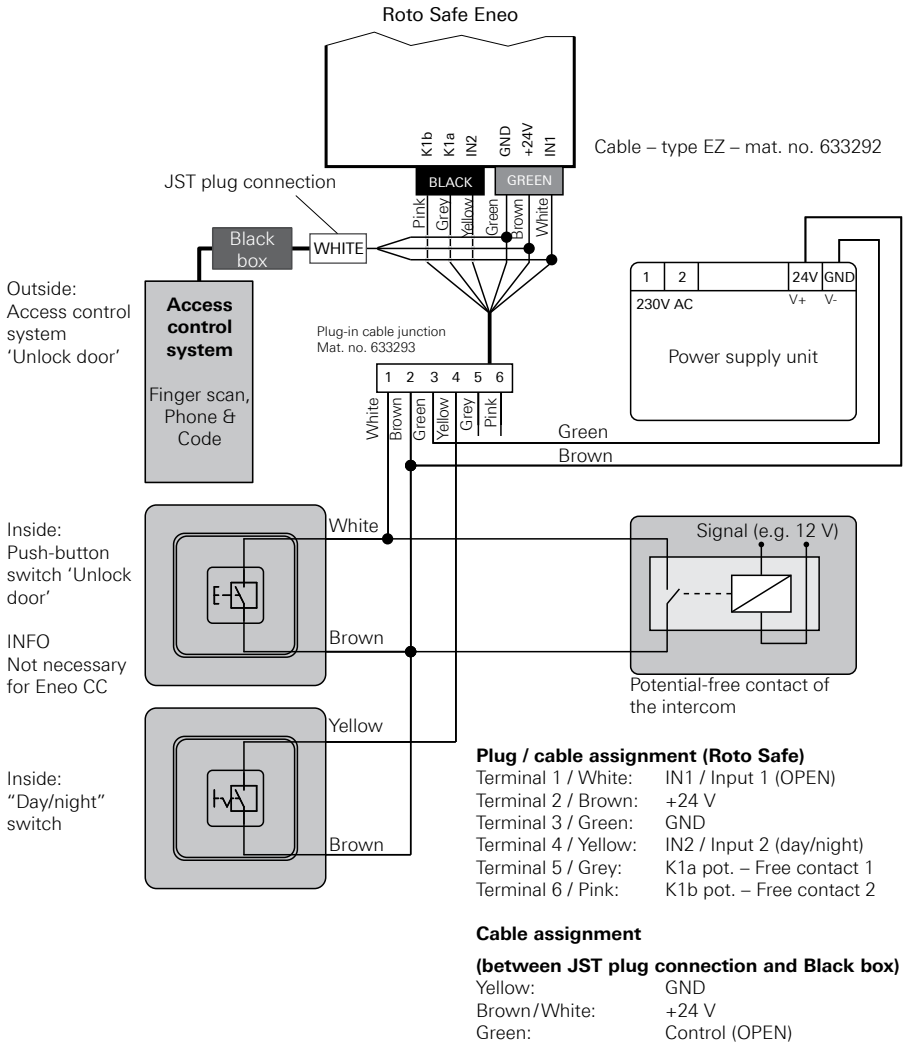 Roto Safe Eneo
K1b
K1a
IN2
GND
+24V
IN1
Cable – type EZ – mat. no. 633292
BLACK
GREEN
JST plug connection
Pink
Grey
Yellow
Green
Brown
White
Black
box
WHITE
Outside:
Access control
system
'Unlock door'
Access
control
system
Finger scan,
Phone &
Code
1
2
24V
GND
230V AC
V+
V-
Power supply unit
Plug-in cable junction
Mat. no. 633293
1 2 3 4 5 6
White
Brown
Green
Yellow
Grey
Pink
Green
Brown
Inside:
Push-button
switch 'Unlock
door'
INFO
Not necessary
for Eneo CC
White
Brown
Signal (e.g. 12 V)
Potential-free contact of
the intercom
Inside:
"Day/night"
switch
Yellow
Brown
Plug / cable assignment (Roto Safe)
Terminal 1 / White: IN1 / Input 1 (OPEN)
Terminal 2 / Brown: +24 V
Terminal 3 / Green: GND
Terminal 4 / Yellow: IN2 / Input 2 (day/night)
Terminal 5 / Grey: K1a pot. – Free contact 1
Terminal 6 / Pink: K1b pot. – Free contact 2
Cable assignment
(between JST plug connection and Black box)
Yellow: GND
Brown/White: +24 V
Green: Control (OPEN)